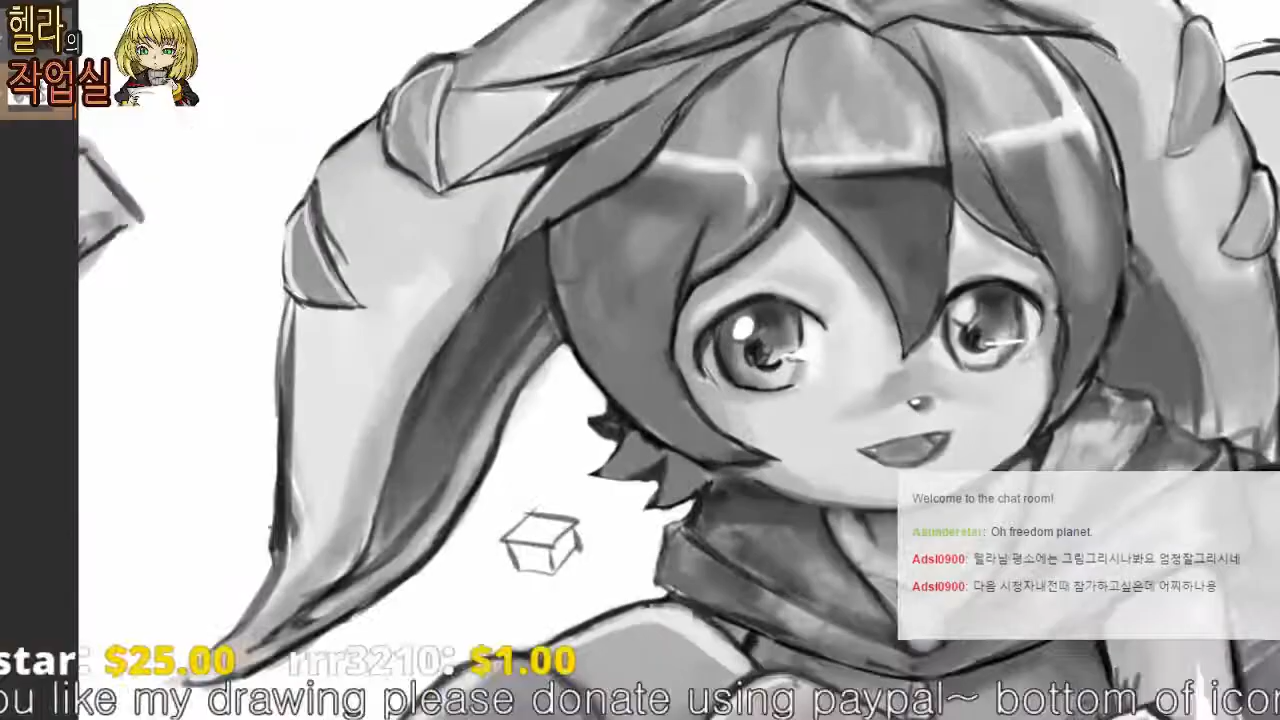 헬라의
작업실
Welcome to the chat room!
Oh freedom planet.
Adsl0900: 헬라님 평소에는 그림그리시나봐요 엄청잘그리시네
Adsl0900: 다음 시청자내전때 참가하고싶은데 어찌하나용
star: $25.00 rrr3210: $1.00
ou like my drawing please donate using paypal~ bottom of icon